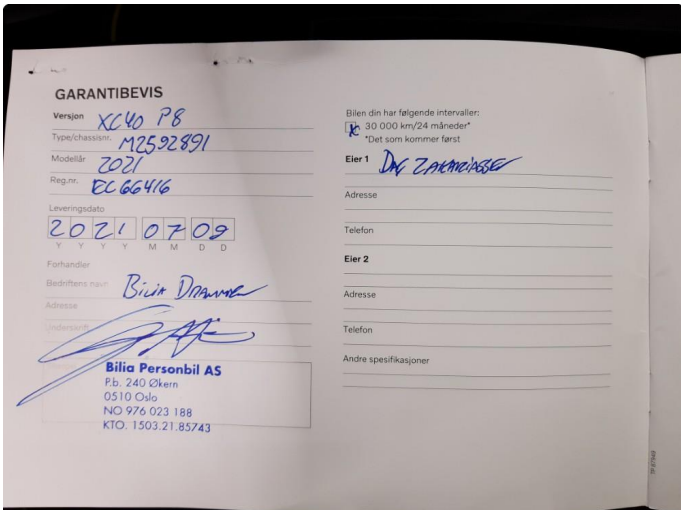 GARANTIBEVIS
Versjon XC40 P8
Type/chassisnr. M2592891
Modellår 2021
Reg.nr. EC66416
Leveringsdato
2021 07 09
Y Y Y Y M M D D
Forhandler
Bedriftens navn Bilia Drammen
Adresse
Underskrift
Bilia Personbil AS
P.b. 240 Økern
0510 Oslo
NO 976 023 188
KTO. 1503.21.85743
Bilen din har følgende intervaller:
x 30 000 km/24 måneder*
*Det som kommer først
Eier 1 Dag Zakariassen
Adresse
Telefon
Eier 2
Adresse
Telefon
Andre spesifikasjoner